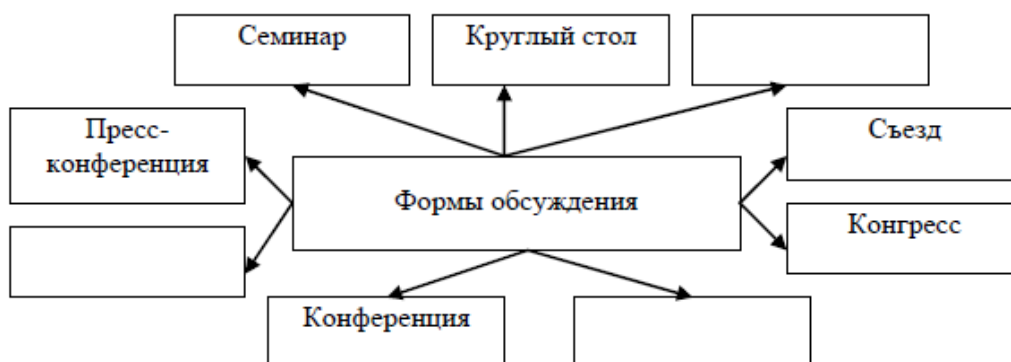 Семинар
Круглый стол
Пресс-
конференция
Съезд
Формы обсуждения
Конгресс
Конференция